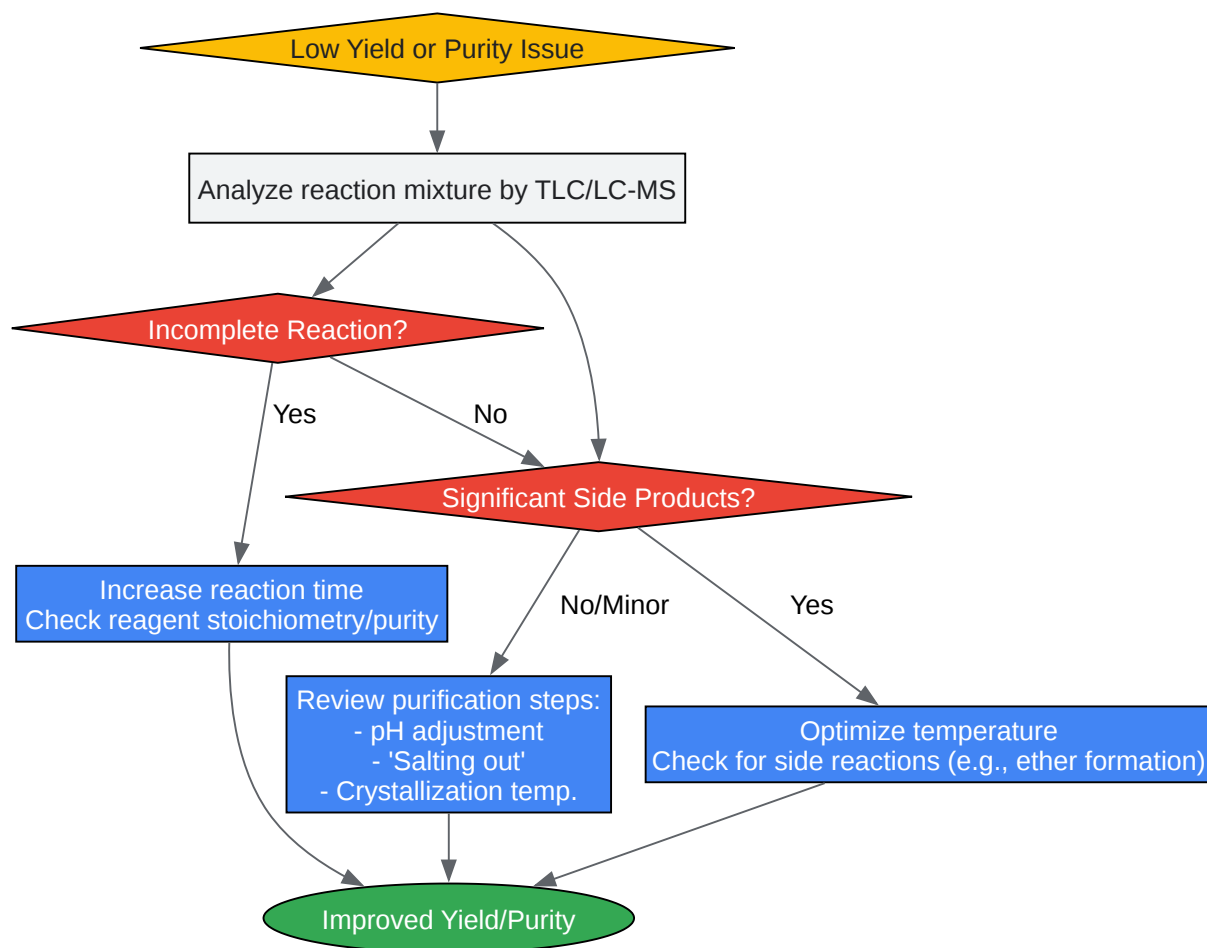 Low Yield or Purity Issue
Analyze reaction mixture by TLC/LC-MS
Incomplete Reaction?
Yes
No
Significant Side Products?
Increase reaction time
Check reagent stoichiometry/purity
No/Minor
Yes
Review purification steps:
- pH adjustment
- 'Salting out'
- Crystallization temp.
Optimize temperature
Check for side reactions (e.g., ether formation)
Improved Yield/Purity